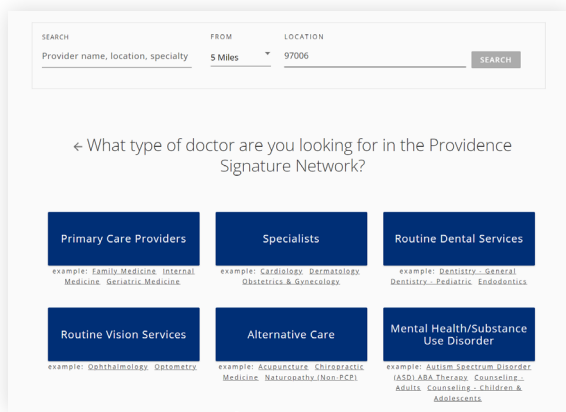 SEARCH FROM LOCATION
Provider name, location, specialty 5 Miles 97006 SEARCH
← What type of doctor are you looking for in the Providence
Signature Network?
Primary Care Providers
example: Family Medicine Internal
Medicine Geriatric Medicine
Specialists
example: Cardiology Dermatology
Obstetrics & Gynecology
Routine Dental Services
example: Dentistry - General
Dentistry - Pediatric Endodontics
Routine Vision Services
example: Ophthalmology Optometry
Alternative Care
example: Acupuncture Chiropractic
Medicine Naturopathy (Non-PCP)
Mental Health/Substance
Use Disorder
example: Autism Spectrum Disorder
(ASD) ABA Therapy Counseling -
Adults Counseling - Children &
Adolescents